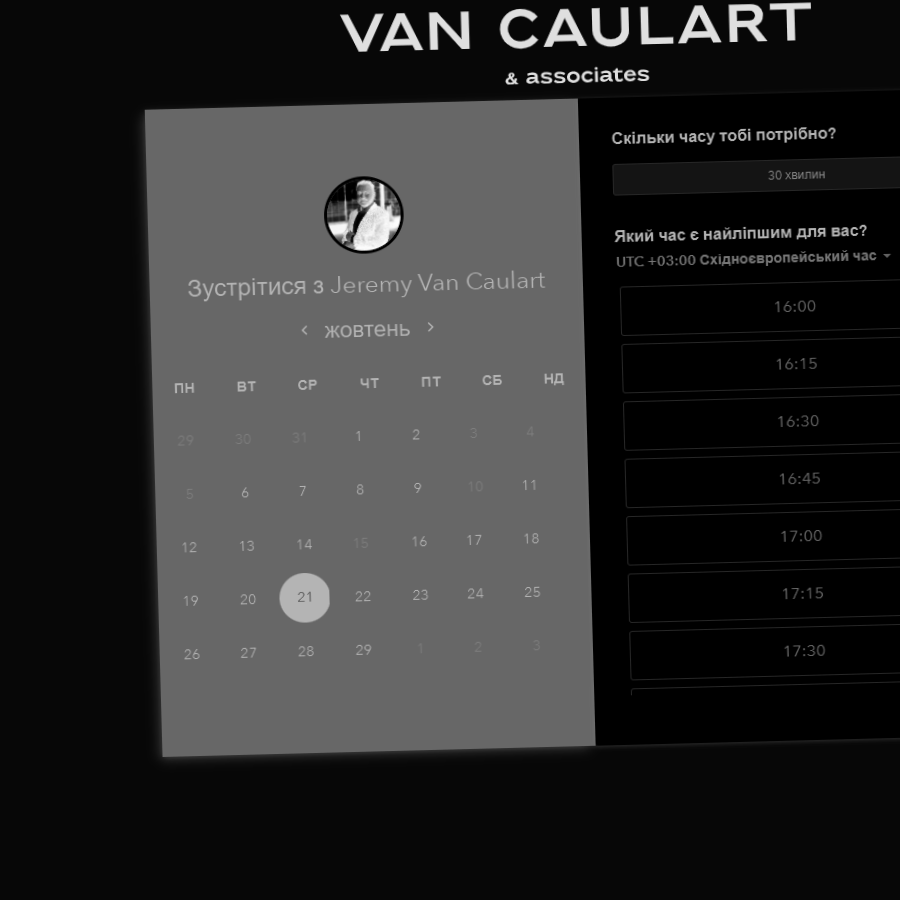 VAN CAULART
& associates
Зустрітися з Jeremy Van Caulart
жовтень
ПН ВТ СР ЧТ ПТ СБ НД
29 30 31 1 2 3 4
5 6 7 8 9 10 11
12 13 14 15 16 17 18
19 20 21 22 23 24 25
26 27 28 29 1 2 3
Скільки часу тобі потрібно?
30 хвилин
Який час є найліпшим для вас?
UTC +03:00 Східноєвропейський час
16:00
16:15
16:30
16:45
17:00
17:15
17:30